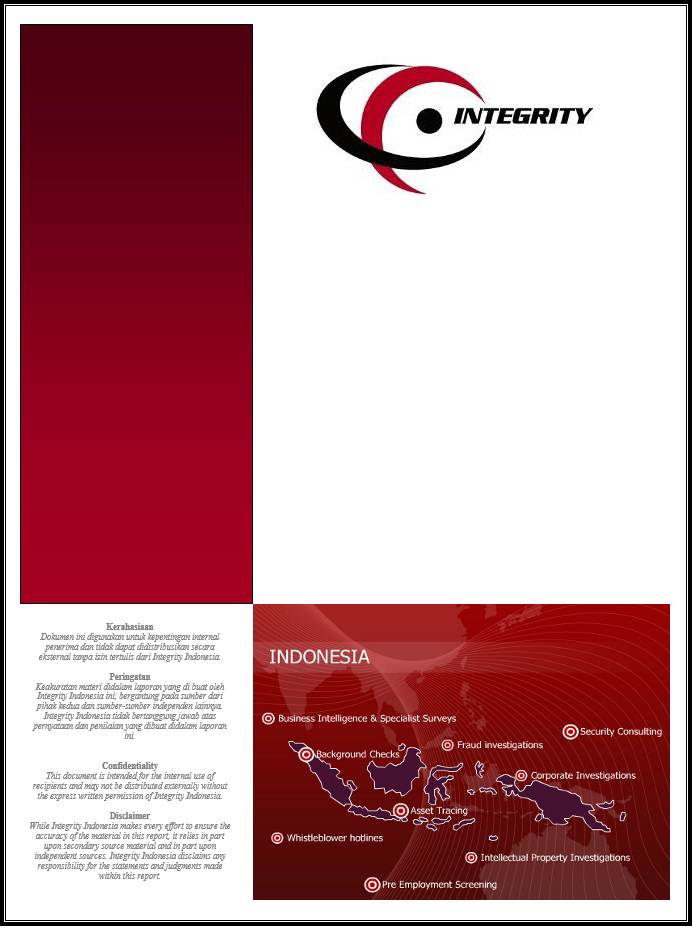 INTEGRITY
Kerahasiaan
Dokumen ini digunakan untuk kepentingan internal
penerima dan tidak dapat didistribusikan secara
eksternal tanpa isin tertulis dari Integrity Indonesia.
Peringatan
Keakuratan materi didalam laporan yang di buat oleh
Integrity Indonesia ini, bergantung pada sumber dari
pihak kedua dan sumber-sumber independen lainnya.
Integrity Indonesia tidak bertanggung jawab atas
pernyataan dan penilaian yang dibuat didalam laporan
ini.
Confidentiality
This document is intended for the internal use of
recipients and may not be distributed externally without
the express written permission of Integrity Indonesia.
Disclaimer
While Integrity Indonesia makes every effort to ensure the
accuracy of the material in this report, it relies in part
upon secondary source material and in part upon
independent sources. Integrity Indonesia disclaims any
responsibility for the statements and judgments made
within this report.
INDONESIA
Business Intelligence & Specialist Surveys
Security Consulting
Fraud investigations
Background Checks
Corporate Investigations
Asset Tracing
Whistleblower hotlines
Intellectual Property Investigations
Pre Employment Screening